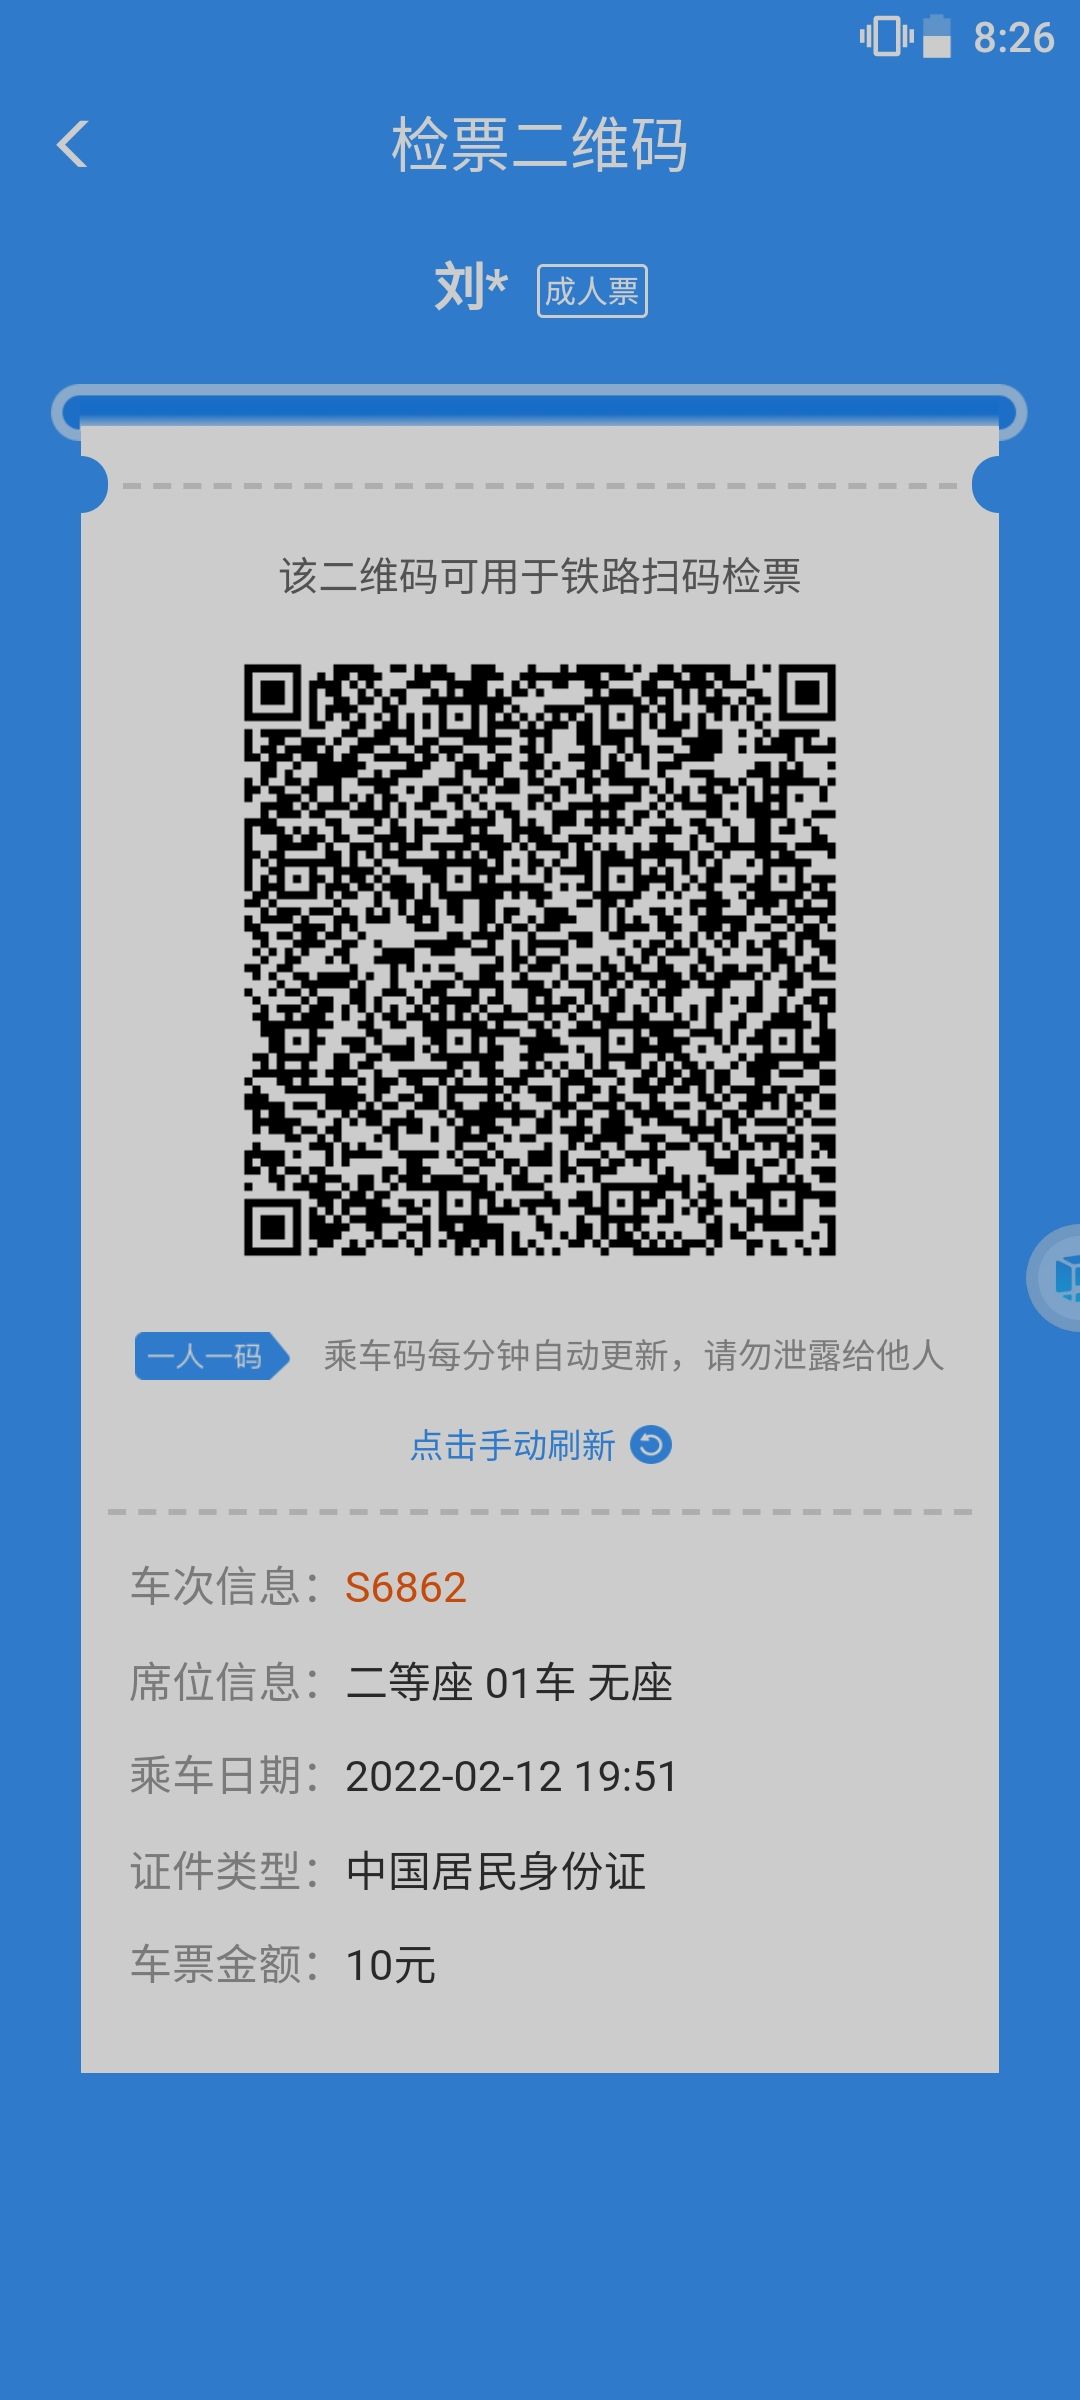 8:26
检票二维码
刘* 成人票
该二维码可用于铁路扫码检票
一人一码 乘车码每分钟自动更新，请勿泄露给他人
点击手动刷新
车次信息：S6862
席位信息：二等座 01车 无座
乘车日期：2022-02-12 19:51
证件类型：中国居民身份证
车票金额：10元